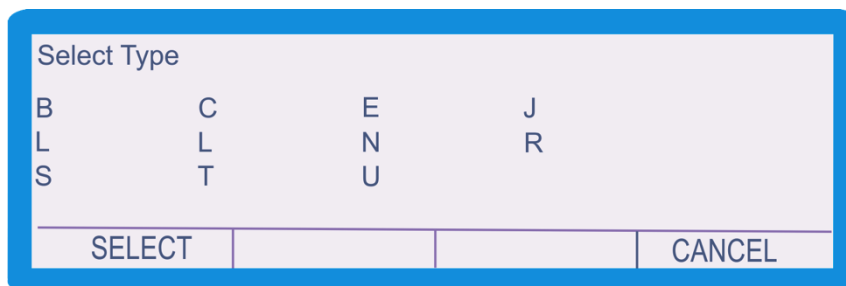 Select Type
B C E J
L L N R
S T U
SELECT CANCEL